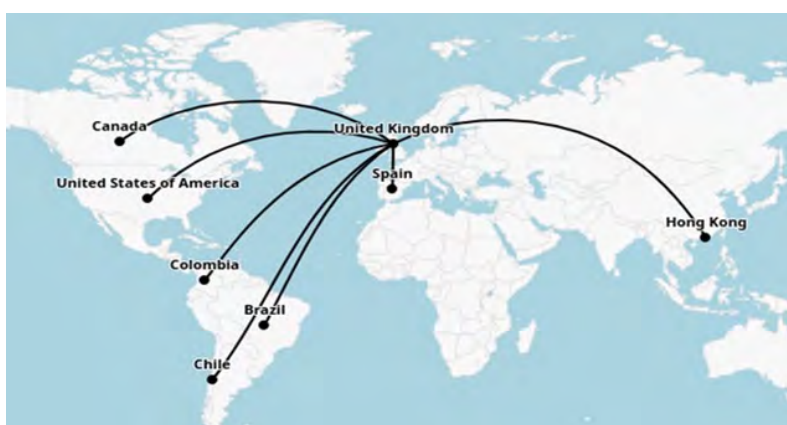 Canada
United Kingdom
Spain
United States of America
Hong Kong
Colombia
Brazil
Chile